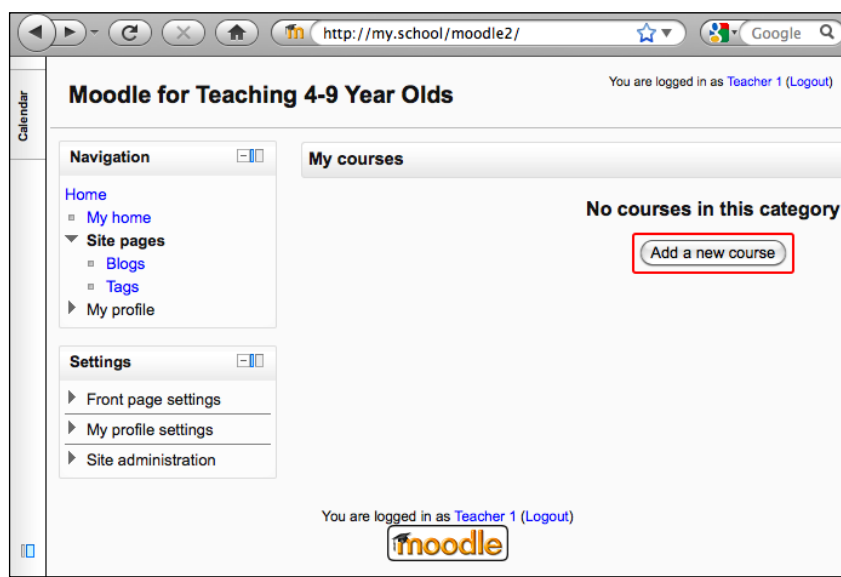 http://my.school/moodle2/
Google
Calendar
Moodle for Teaching 4-9 Year Olds
You are logged in as Teacher 1 (Logout)
Navigation
Home
My home
Site pages
Blogs
Tags
My profile
Settings
Front page settings
My profile settings
Site administration
My courses
No courses in this category
Add a new course
You are logged in as Teacher 1 (Logout)
moodle